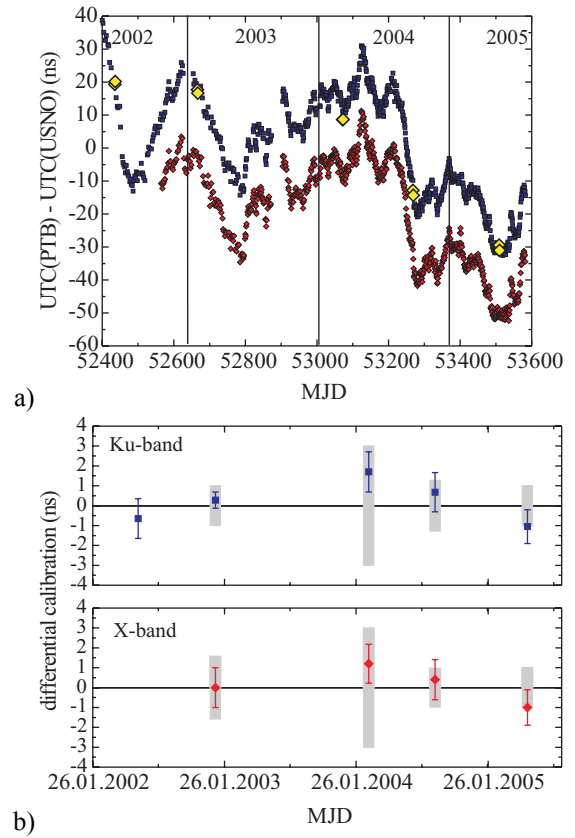 2002 2003 2004 2005
40
30
20
10
0
-10
-20
-30
-40
-50
-60
UTC(PTB) - UTC(USNO) (ns)
52400 52600 52800 53000 53200 53400 53600
MJD
a)
Ku-band
4
3
2
1
0
-1
-2
-3
-4
differential calibration (ns)
X-band
4
3
2
1
0
-1
-2
-3
-4
26.01.2002 26.01.2003 26.01.2004 26.01.2005
MJD
b)